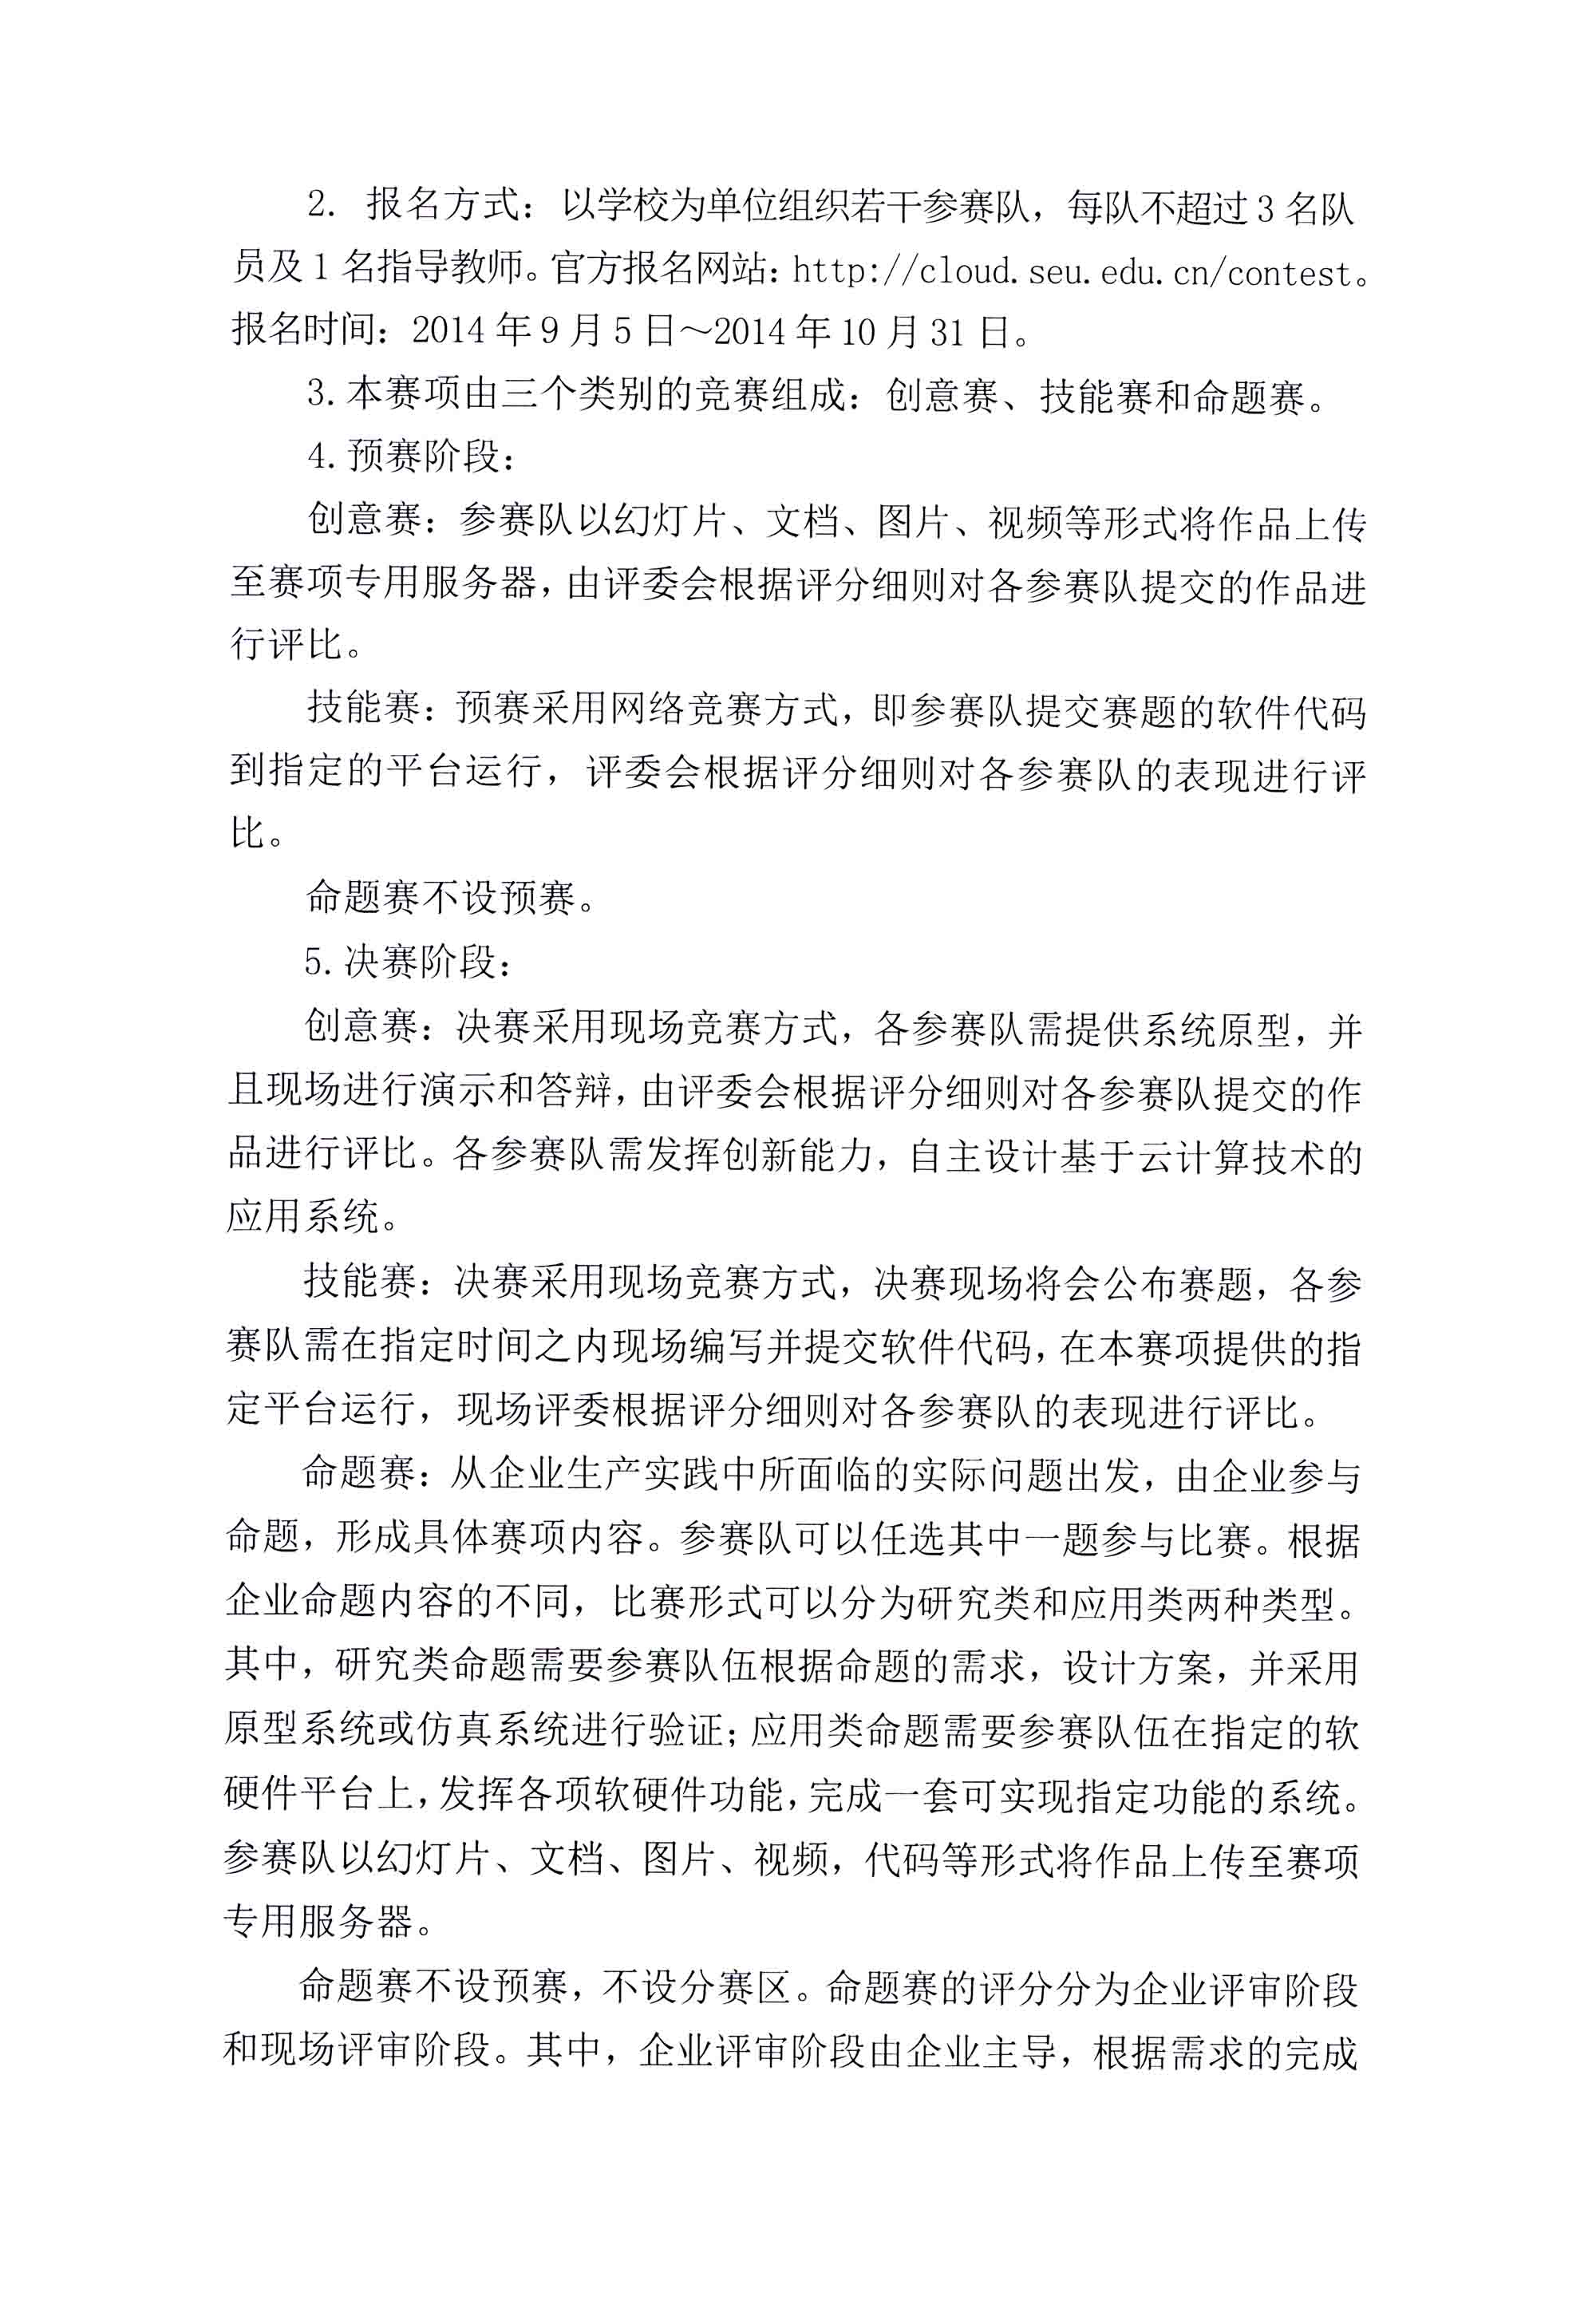 2. 报名方式：以学校为单位组织若干参赛队，每队不超过 3 名队
员及 1 名指导教师。官方报名网站：http://cloud.seu.edu.cn/contest。
报名时间：2014 年 9 月 5 日～2014 年 10 月 31 日。
3.本赛项由三个类别的竞赛组成：创意赛、技能赛和命题赛。
4.预赛阶段：
创意赛：参赛队以幻灯片、文档、图片、视频等形式将作品上传
至赛项专用服务器，由评委会根据评分细则对各参赛队提交的作品进
行评比。
技能赛：预赛采用网络竞赛方式，即参赛队提交赛题的软件代码
到指定的平台运行，评委会根据评分细则对各参赛队的表现进行评
比。
命题赛不设预赛。
5.决赛阶段：
创意赛：决赛采用现场竞赛方式，各参赛队需提供系统原型，并
且现场进行演示和答辩，由评委会根据评分细则对各参赛队提交的作
品进行评比。各参赛队需发挥创新能力，自主设计基于云计算技术的
应用系统。
技能赛：决赛采用现场竞赛方式，决赛现场将会公布赛题，各参
赛队需在指定时间之内现场编写并提交软件代码，在本赛项提供的指
定平台运行，现场评委根据评分细则对各参赛队的表现进行评比。
命题赛：从企业生产实践中所面临的实际问题出发，由企业参与
命题，形成具体赛项内容。参赛队可以任选其中一题参与比赛。根据
企业命题内容的不同，比赛形式可以分为研究类和应用类两种类型。
其中，研究类命题需要参赛队伍根据命题的需求，设计方案，并采用
原型系统或仿真系统进行验证；应用类命题需要参赛队伍在指定的软
硬件平台上，发挥各项软硬件功能，完成一套可实现指定功能的系统。
参赛队以幻灯片、文档、图片、视频，代码等形式将作品上传至赛项
专用服务器。
命题赛不设预赛，不设分赛区。命题赛的评分分为企业评审阶段
和现场评审阶段。其中，企业评审阶段由企业主导，根据需求的完成